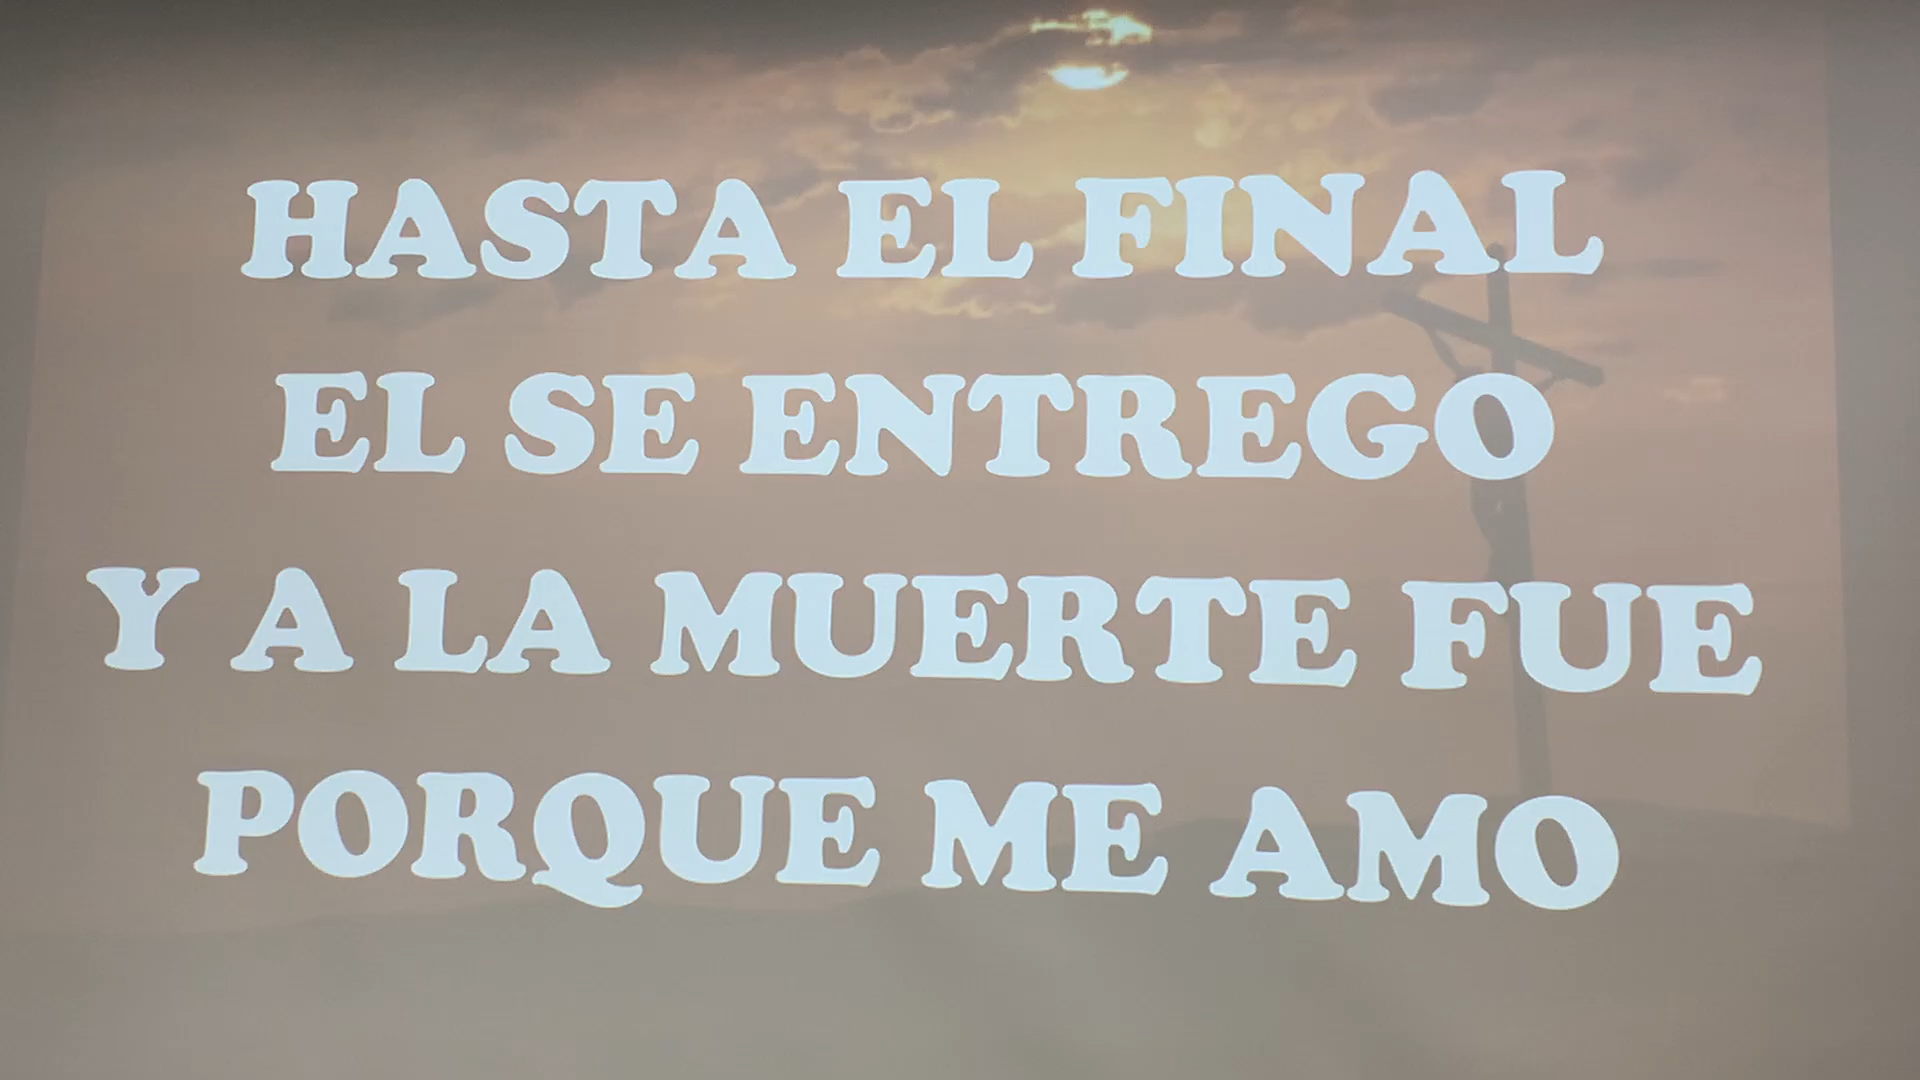 HASTA EL FINAL
EL SE ENTREGO
Y A LA MUERTE FUE
PORQUE ME AMO